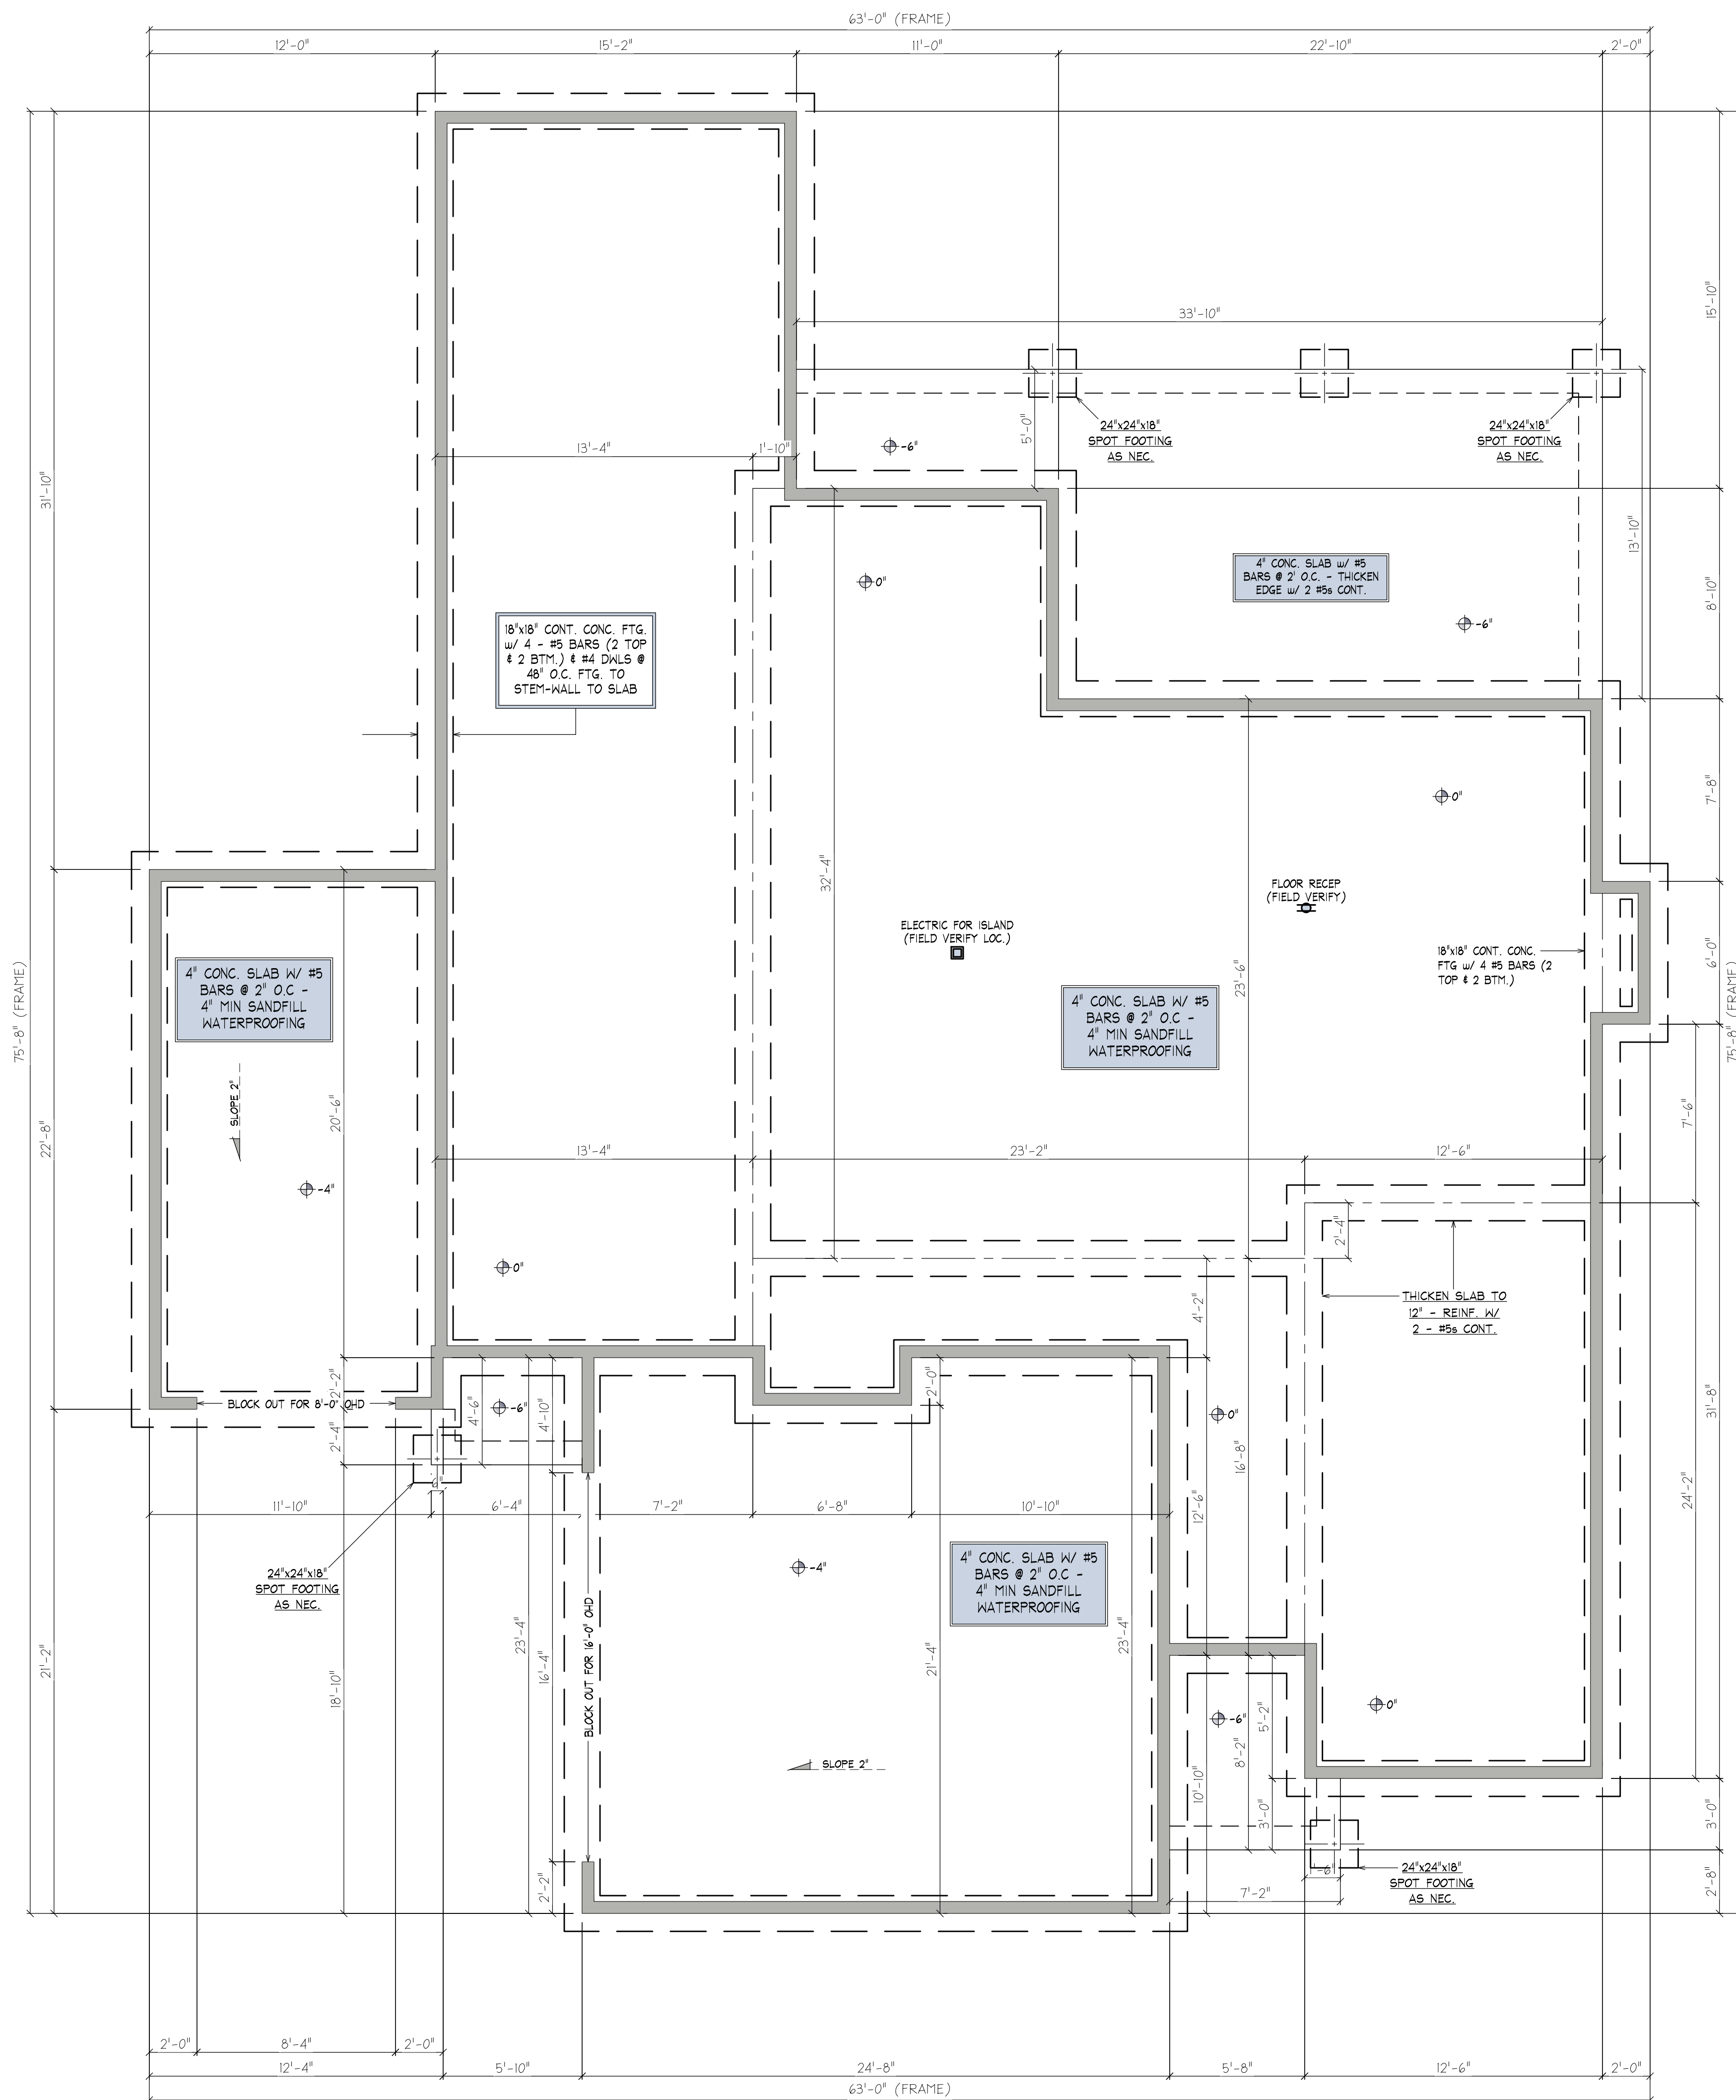 63'-0" (FRAME)
12'-0"
15'-2"
11'-0"
22'-10"
2'-0"
31'-10"
15'-10"
33'-10"
24"x24"x18"
SPOT FOOTING
AS NEC.
24"x24"x18"
SPOT FOOTING
AS NEC.
5'-0"
-6"
13'-4"
1'-10"
13'-10"
0"
4" CONC. SLAB w/ #5
BARS @ 2' O.C. - THICKEN
EDGE w/ 2 #5s CONT.
8'-10"
-6"
18"x18" CONT. CONC. FTG.
w/ 4 - #5 BARS (2 TOP
& 2 BTM.) & #4 DWLS @
48" O.C. FTG. TO
STEM-WALL TO SLAB
7'-8"
0"
32'-4"
FLOOR RECEP
(FIELD VERIFY)
ELECTRIC FOR ISLAND
(FIELD VERIFY LOC.)
18"x18" CONT. CONC.
FTG w/ 4 #5 BARS (2
TOP & 2 BTM.)
6'-0"
23'-6"
75'-8" (FRAME)
75'-8" (FRAME)
4" CONC. SLAB W/ #5
BARS @ 2" O.C -
4" MIN SANDFILL
WATERPROOFING
4" CONC. SLAB W/ #5
BARS @ 2" O.C -
4" MIN SANDFILL
WATERPROOFING
SLOPE 2"
20'-6"
22'-8"
7'-6"
13'-4"
23'-2"
12'-6"
-4"
2'-4"
0"
4'-2"
THICKEN SLAB TO
12" - REINF. W/
2 - #5s CONT.
2'-2"
BLOCK OUT FOR 8'-0" OHD
-6"
4'-6"
4'-10"
2'-0"
0"
31'-8"
2'-4"
16'-8"
6"
24'-2"
11'-10"
6'-4"
7'-2"
6'-8"
10'-10"
12'-6"
24"x24"x18"
SPOT FOOTING
AS NEC.
-4"
4" CONC. SLAB W/ #5
BARS @ 2" O.C -
4" MIN SANDFILL
WATERPROOFING
BLOCK OUT FOR 16'-0" OHD
21'-2"
18'-10"
23'-4"
16'-4"
21'-4"
23'-4"
0"
-6"
5'-2"
8'-2"
SLOPE 2"
10'-10"
3'-0"
3'-0"
2'-2"
-6"
24"x24"x18"
SPOT FOOTING
AS NEC.
7'-2"
2'-8"
2'-0"
8'-4"
2'-0"
12'-4"
5'-10"
24'-8"
5'-8"
12'-6"
2'-0"
63'-0" (FRAME)